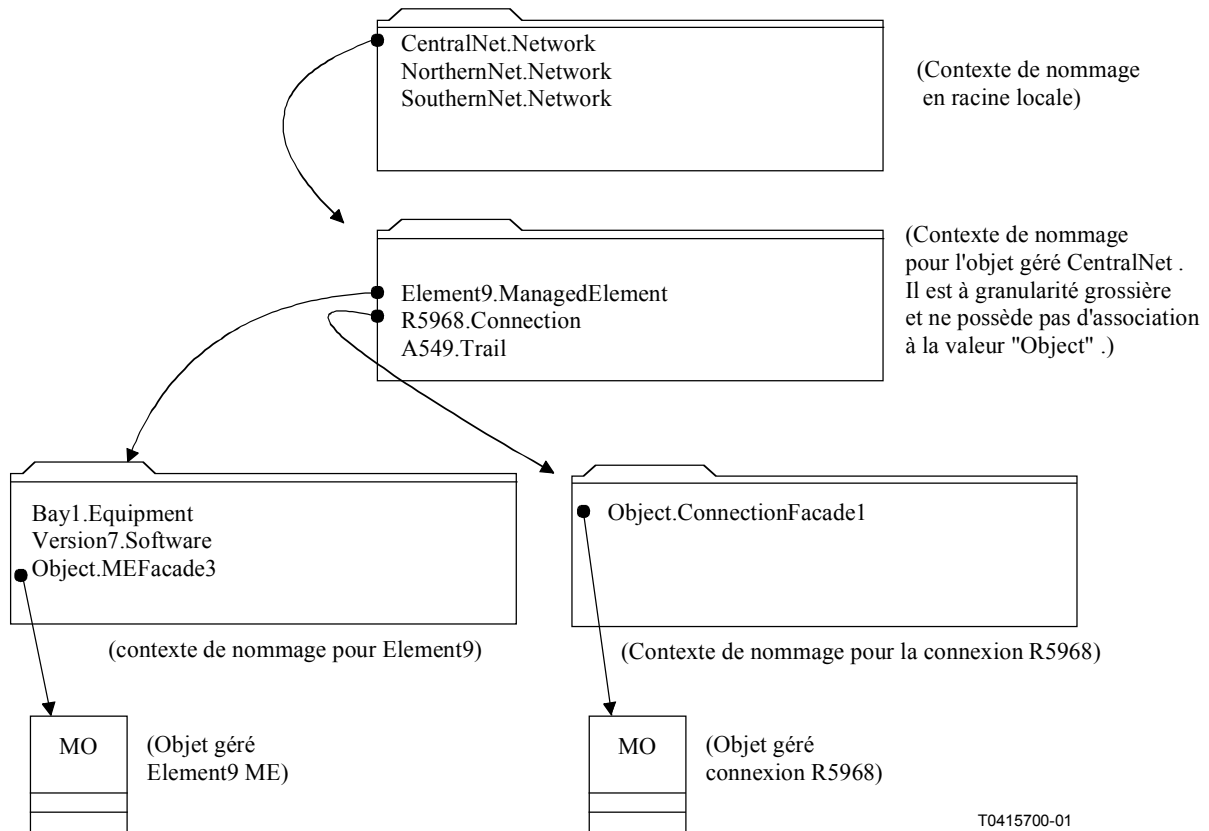 CentralNet.Network
NorthernNet.Network
SouthernNet.Network
(Contexte de nommage
en racine locale)
Element9.ManagedElement
R5968.Connection
A549.Trail
(Contexte de nommage
pour l'objet géré CentralNet .
Il est à granularité grossière
et ne possède pas d'association
à la valeur "Object" .)
Bay1.Equipment
Version7.Software
Object.MEFacade3
(contexte de nommage pour Element9)
Object.ConnectionFacade1
(Contexte de nommage pour la connexion R5968)
MO
(Objet géré
Element9 ME)
MO
(Objet géré
connexion R5968)
T0415700-01